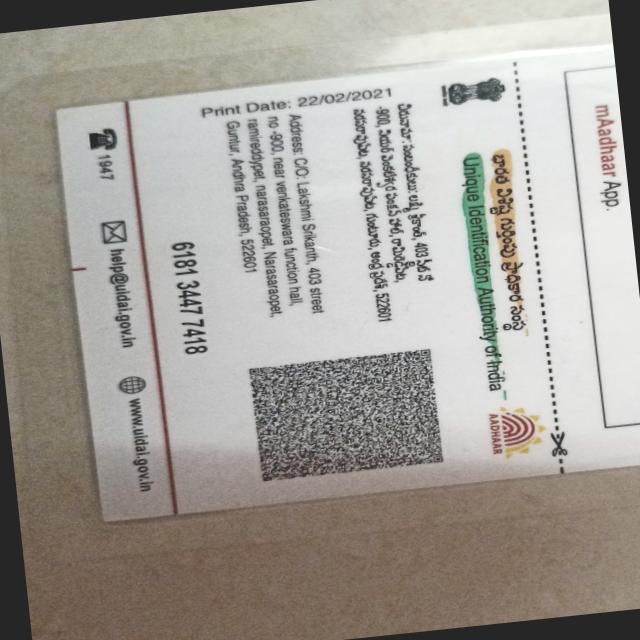 mAadhaar App.
భారత విశిష్ట గుర్తింపు ప్రాధికార సంస్థ
Unique Identification Authority of India
AADHAAR
Print Date: 22/02/2021
522601
Address: C/O: Lakshmi Srikanth, 403 street
no -900, near venkateswara function hall,
ramireddypet, narasaraopet, Narasaraopet,
Guntur, Andhra Pradesh, 522601
6181 3447 7418
1947
help@uidai.gov.in
www.uidai.gov.in